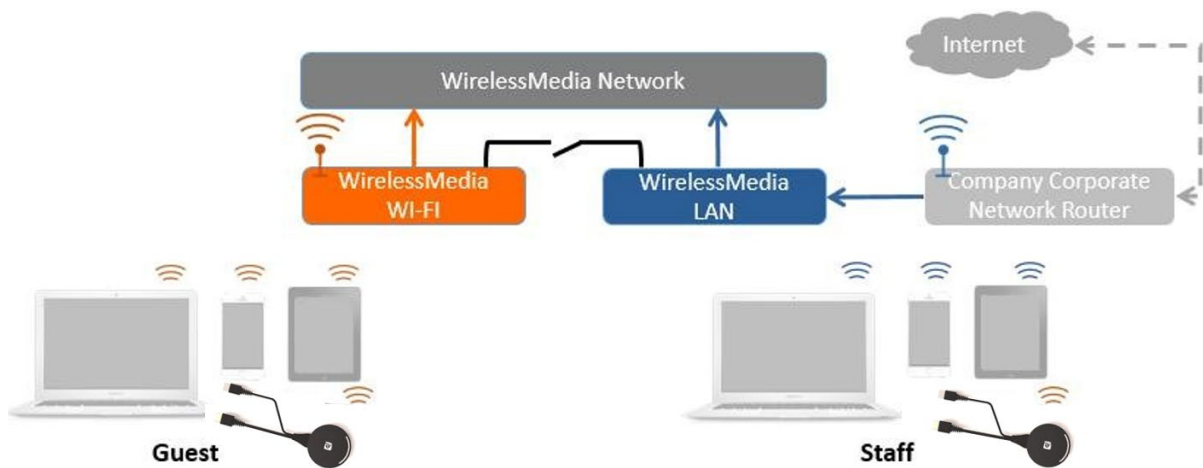 Internet
WirelessMedia Network
WirelessMedia
WI-FI
WirelessMedia
LAN
Company Corporate
Network Router
Guest
Staff